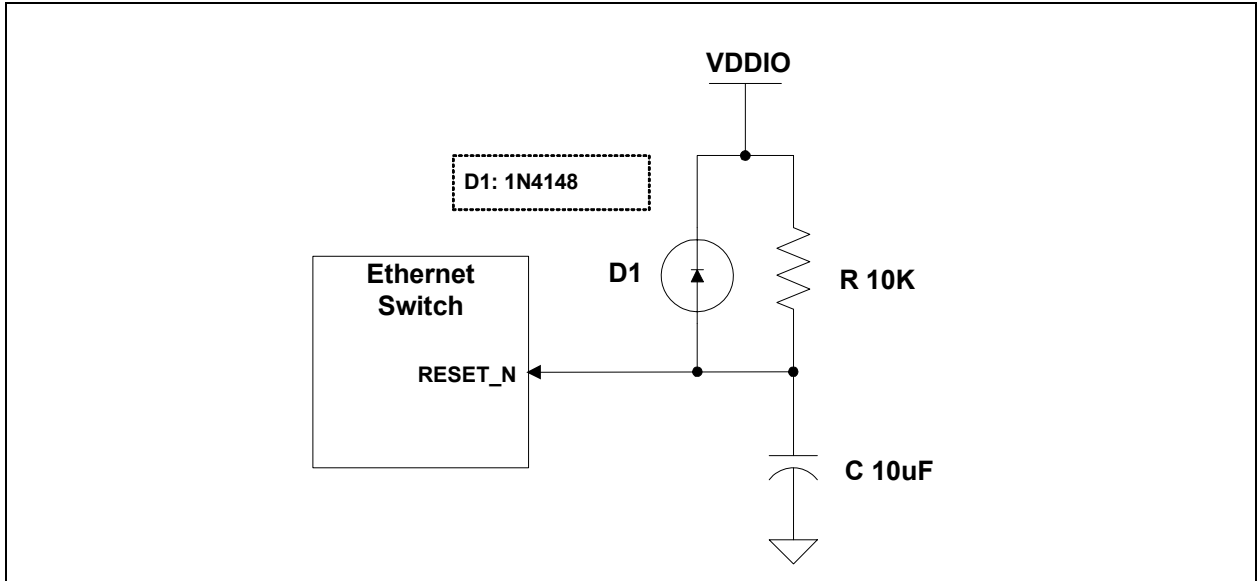 VDDIO
D1: 1N4148
Ethernet
Switch
D1
R 10K
RESET_N
C 10uF